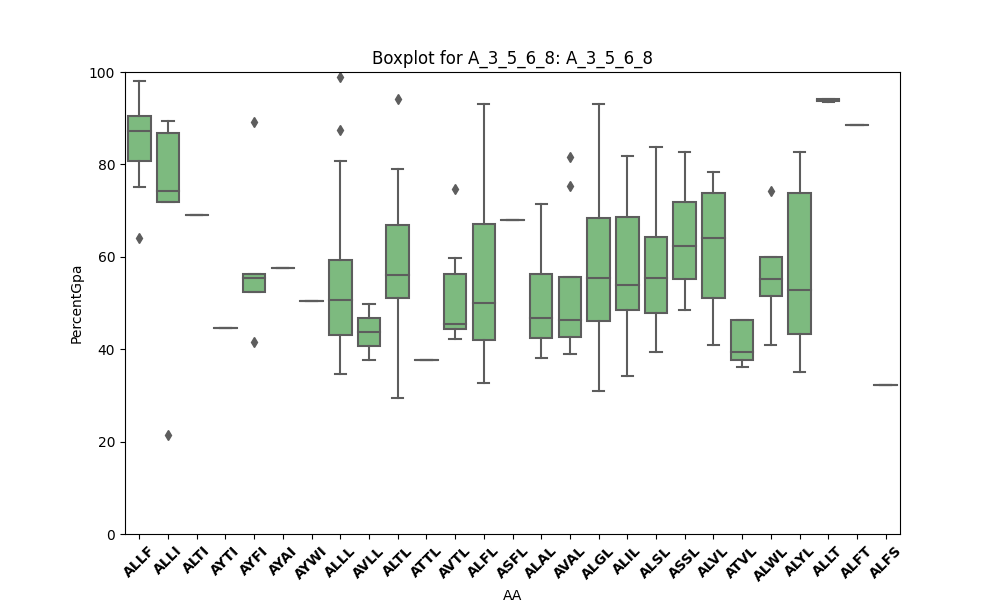 Boxplot for A_3_5_6_8: A_3_5_6_8
100
80
60
40
20
0
PercentGpa
ALLF ALLI ALTI AYTI AYFI AYAI AYWI ALLL AVLL ALTL ATTL AVTL ALFL ASFL ALAL AVAL ALGL ALIL ALSL ASSL ALVL ATVL ALWL ALYL ALLT ALFT ALFS
AA